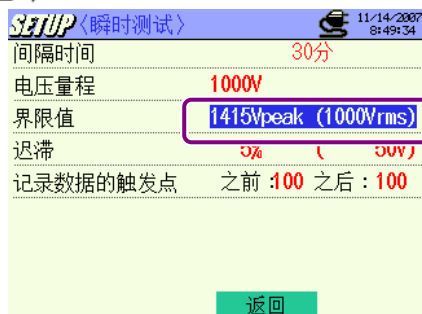 SETUP〈瞬时测试〉 11/14/2007
8:49:34
间隔时间 30分
电压量程 1000V
界限值 1415Vpeak (1000Vrms)
迟滞 5% ( 50V)
记录数据的触发点 之前:100 之后:100
返回